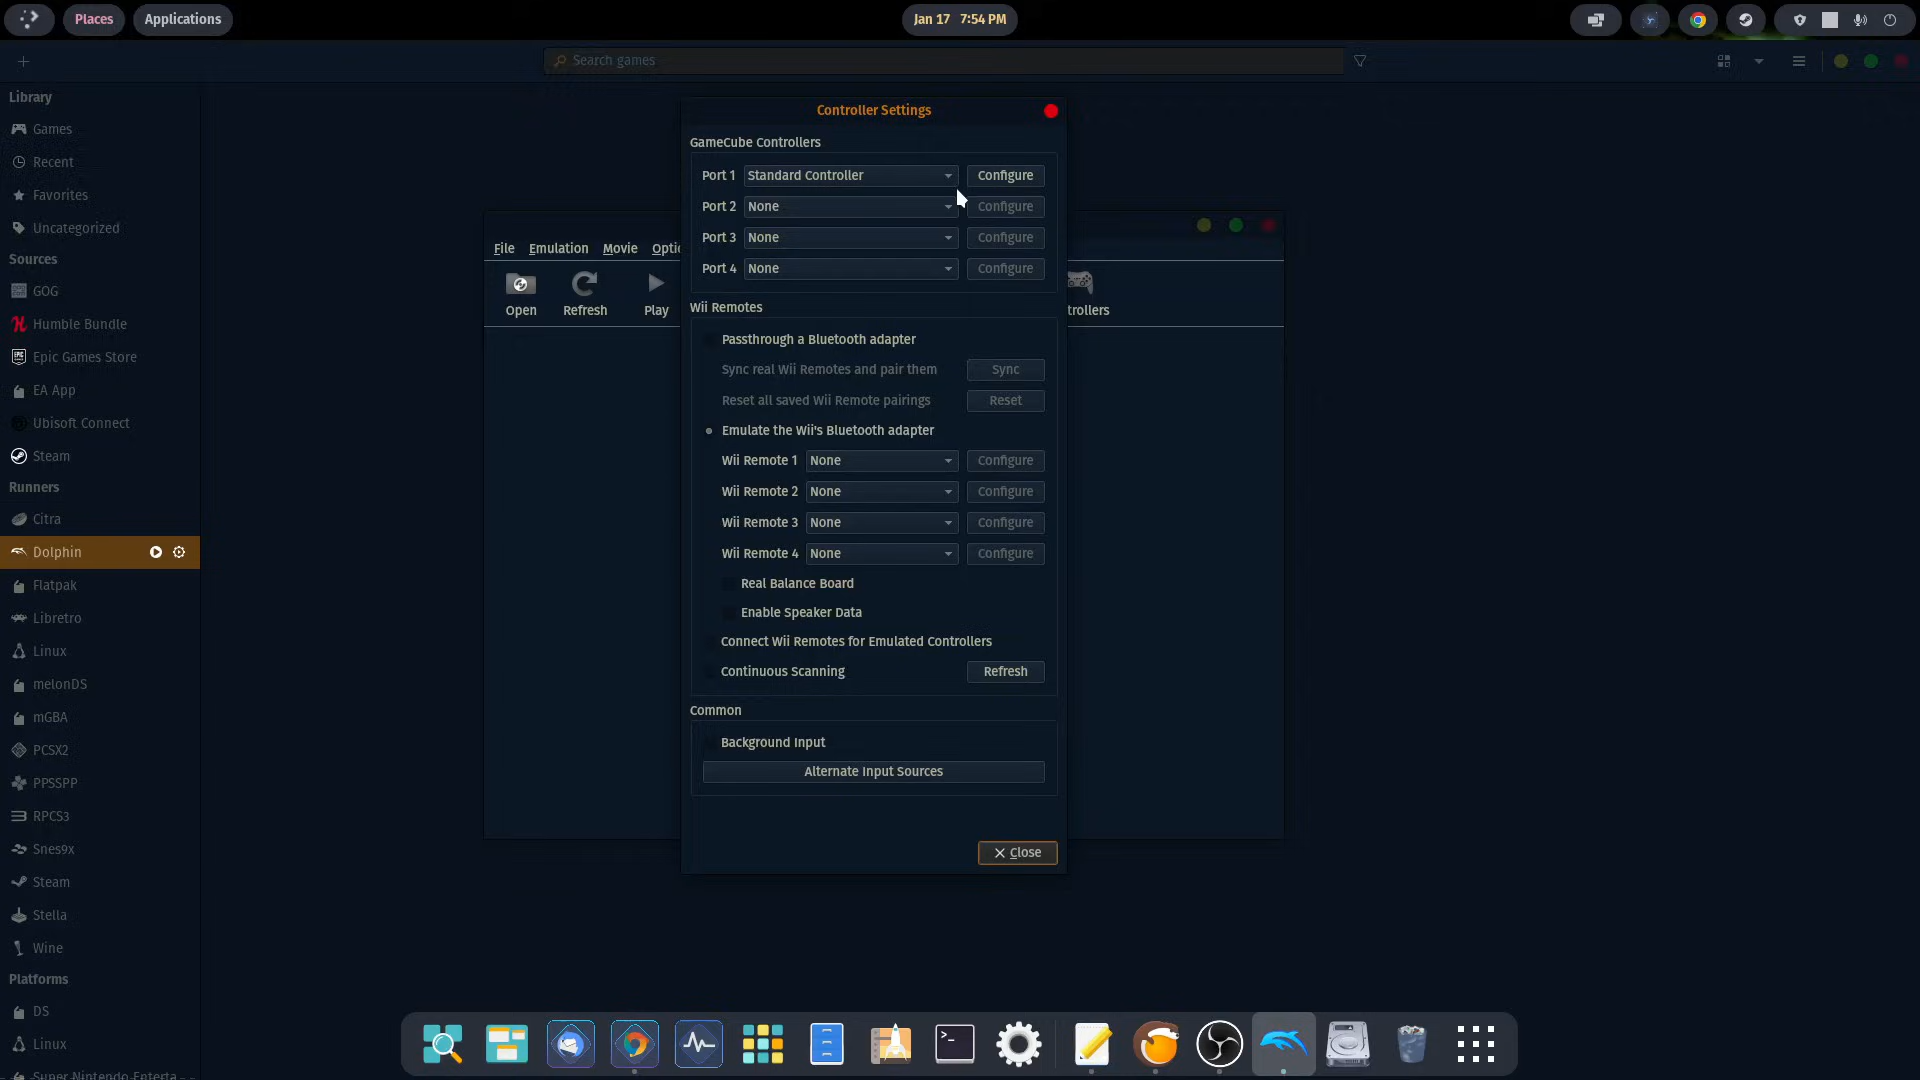 Places
Applications
Jan 17 7:54 PM
Search games
Library
Games
Recent
Favorites
Uncategorized
Sources
GOG
Humble Bundle
Epic Games Store
EA App
Ubisoft Connect
Steam
Runners
Citra
Dolphin
Flatpak
Libretro
Linux
melonDS
mGBA
PCSX2
PPSSPP
RPCS3
Snes9x
Steam
Stella
Wine
Platforms
DS
Linux
Super Nintendo Enterta
File Emulation Movie Optio
Open Refresh Play
trollers
Controller Settings
GameCube Controllers
Port 1 Standard Controller Configure
Port 2 None Configure
Port 3 None Configure
Port 4 None Configure
Wii Remotes
Passthrough a Bluetooth adapter
Sync real Wii Remotes and pair them Sync
Reset all saved Wii Remote pairings Reset
Emulate the Wii's Bluetooth adapter
Wii Remote 1 None Configure
Wii Remote 2 None Configure
Wii Remote 3 None Configure
Wii Remote 4 None Configure
Real Balance Board
Enable Speaker Data
Connect Wii Remotes for Emulated Controllers
Continuous Scanning Refresh
Common
Background Input
Alternate Input Sources
Close